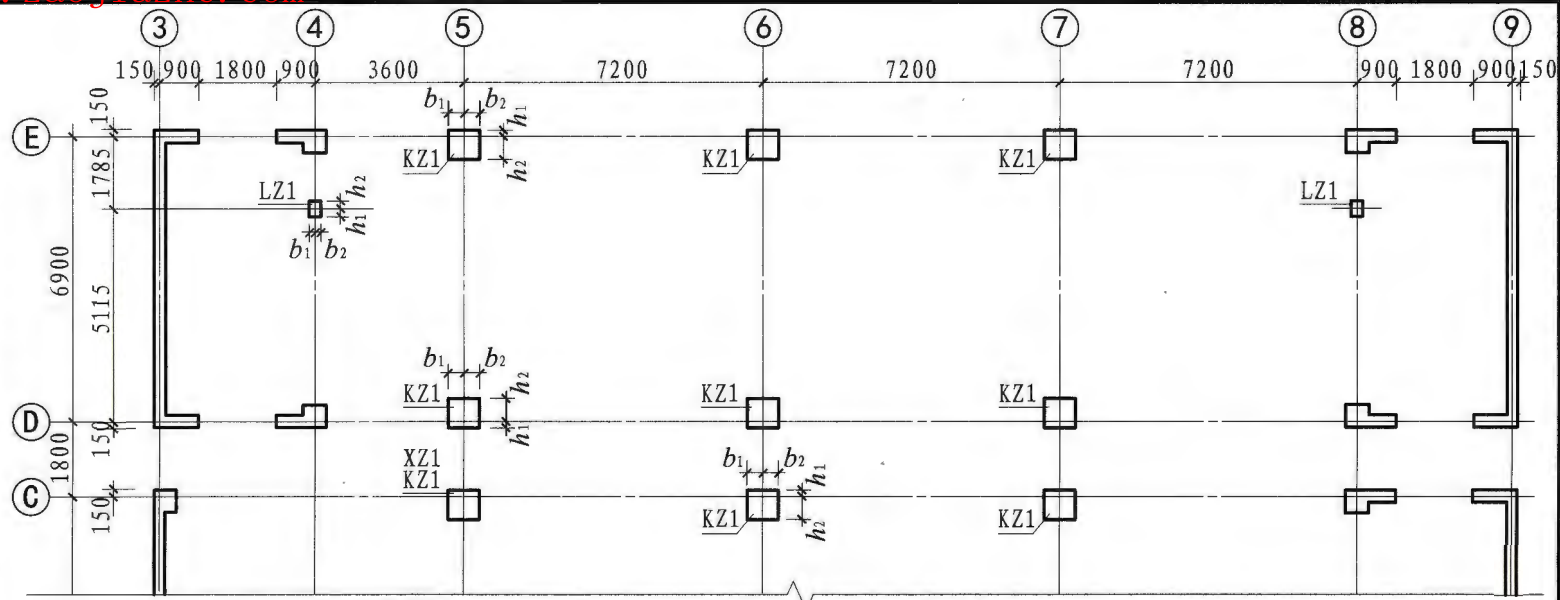 3 4 5 6 7 8 9
150 900 1800 900 3600 7200 7200 7200 900 1800 900 150
b1 b2 h1
150
E
KZ1 h2 KZ1 KZ1
1785
LZ1 h2 LZ1
h1
b1 b2
6900
5115
b1 b2
KZ1 h2 KZ1 KZ1
D
h1
150
1800
XZ1 b1 b2 h1
KZ1
C
150
KZ1 h2 KZ1